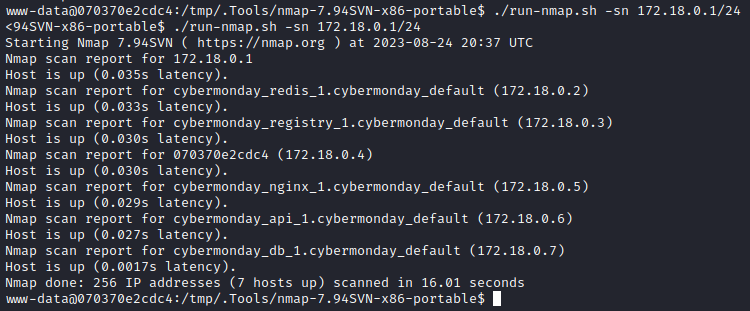 www-data@070370e2cdc4:/tmp/.Tools/nmap-7.94SVN-x86-portable$ ./run-nmap.sh -sn 172.18.0.1/24
<94SVN-x86-portable$ ./run-nmap.sh -sn 172.18.0.1/24
Starting Nmap 7.94SVN ( https://nmap.org ) at 2023-08-24 20:37 UTC
Nmap scan report for 172.18.0.1
Host is up (0.035s latency).
Nmap scan report for cybermonday_redis_1.cybermonday_default (172.18.0.2)
Host is up (0.033s latency).
Nmap scan report for cybermonday_registry_1.cybermonday_default (172.18.0.3)
Host is up (0.030s latency).
Nmap scan report for 070370e2cdc4 (172.18.0.4)
Host is up (0.030s latency).
Nmap scan report for cybermonday_nginx_1.cybermonday_default (172.18.0.5)
Host is up (0.029s latency).
Nmap scan report for cybermonday_api_1.cybermonday_default (172.18.0.6)
Host is up (0.027s latency).
Nmap scan report for cybermonday_db_1.cybermonday_default (172.18.0.7)
Host is up (0.0017s latency).
Nmap done: 256 IP addresses (7 hosts up) scanned in 16.01 seconds
www-data@070370e2cdc4:/tmp/.Tools/nmap-7.94SVN-x86-portable$